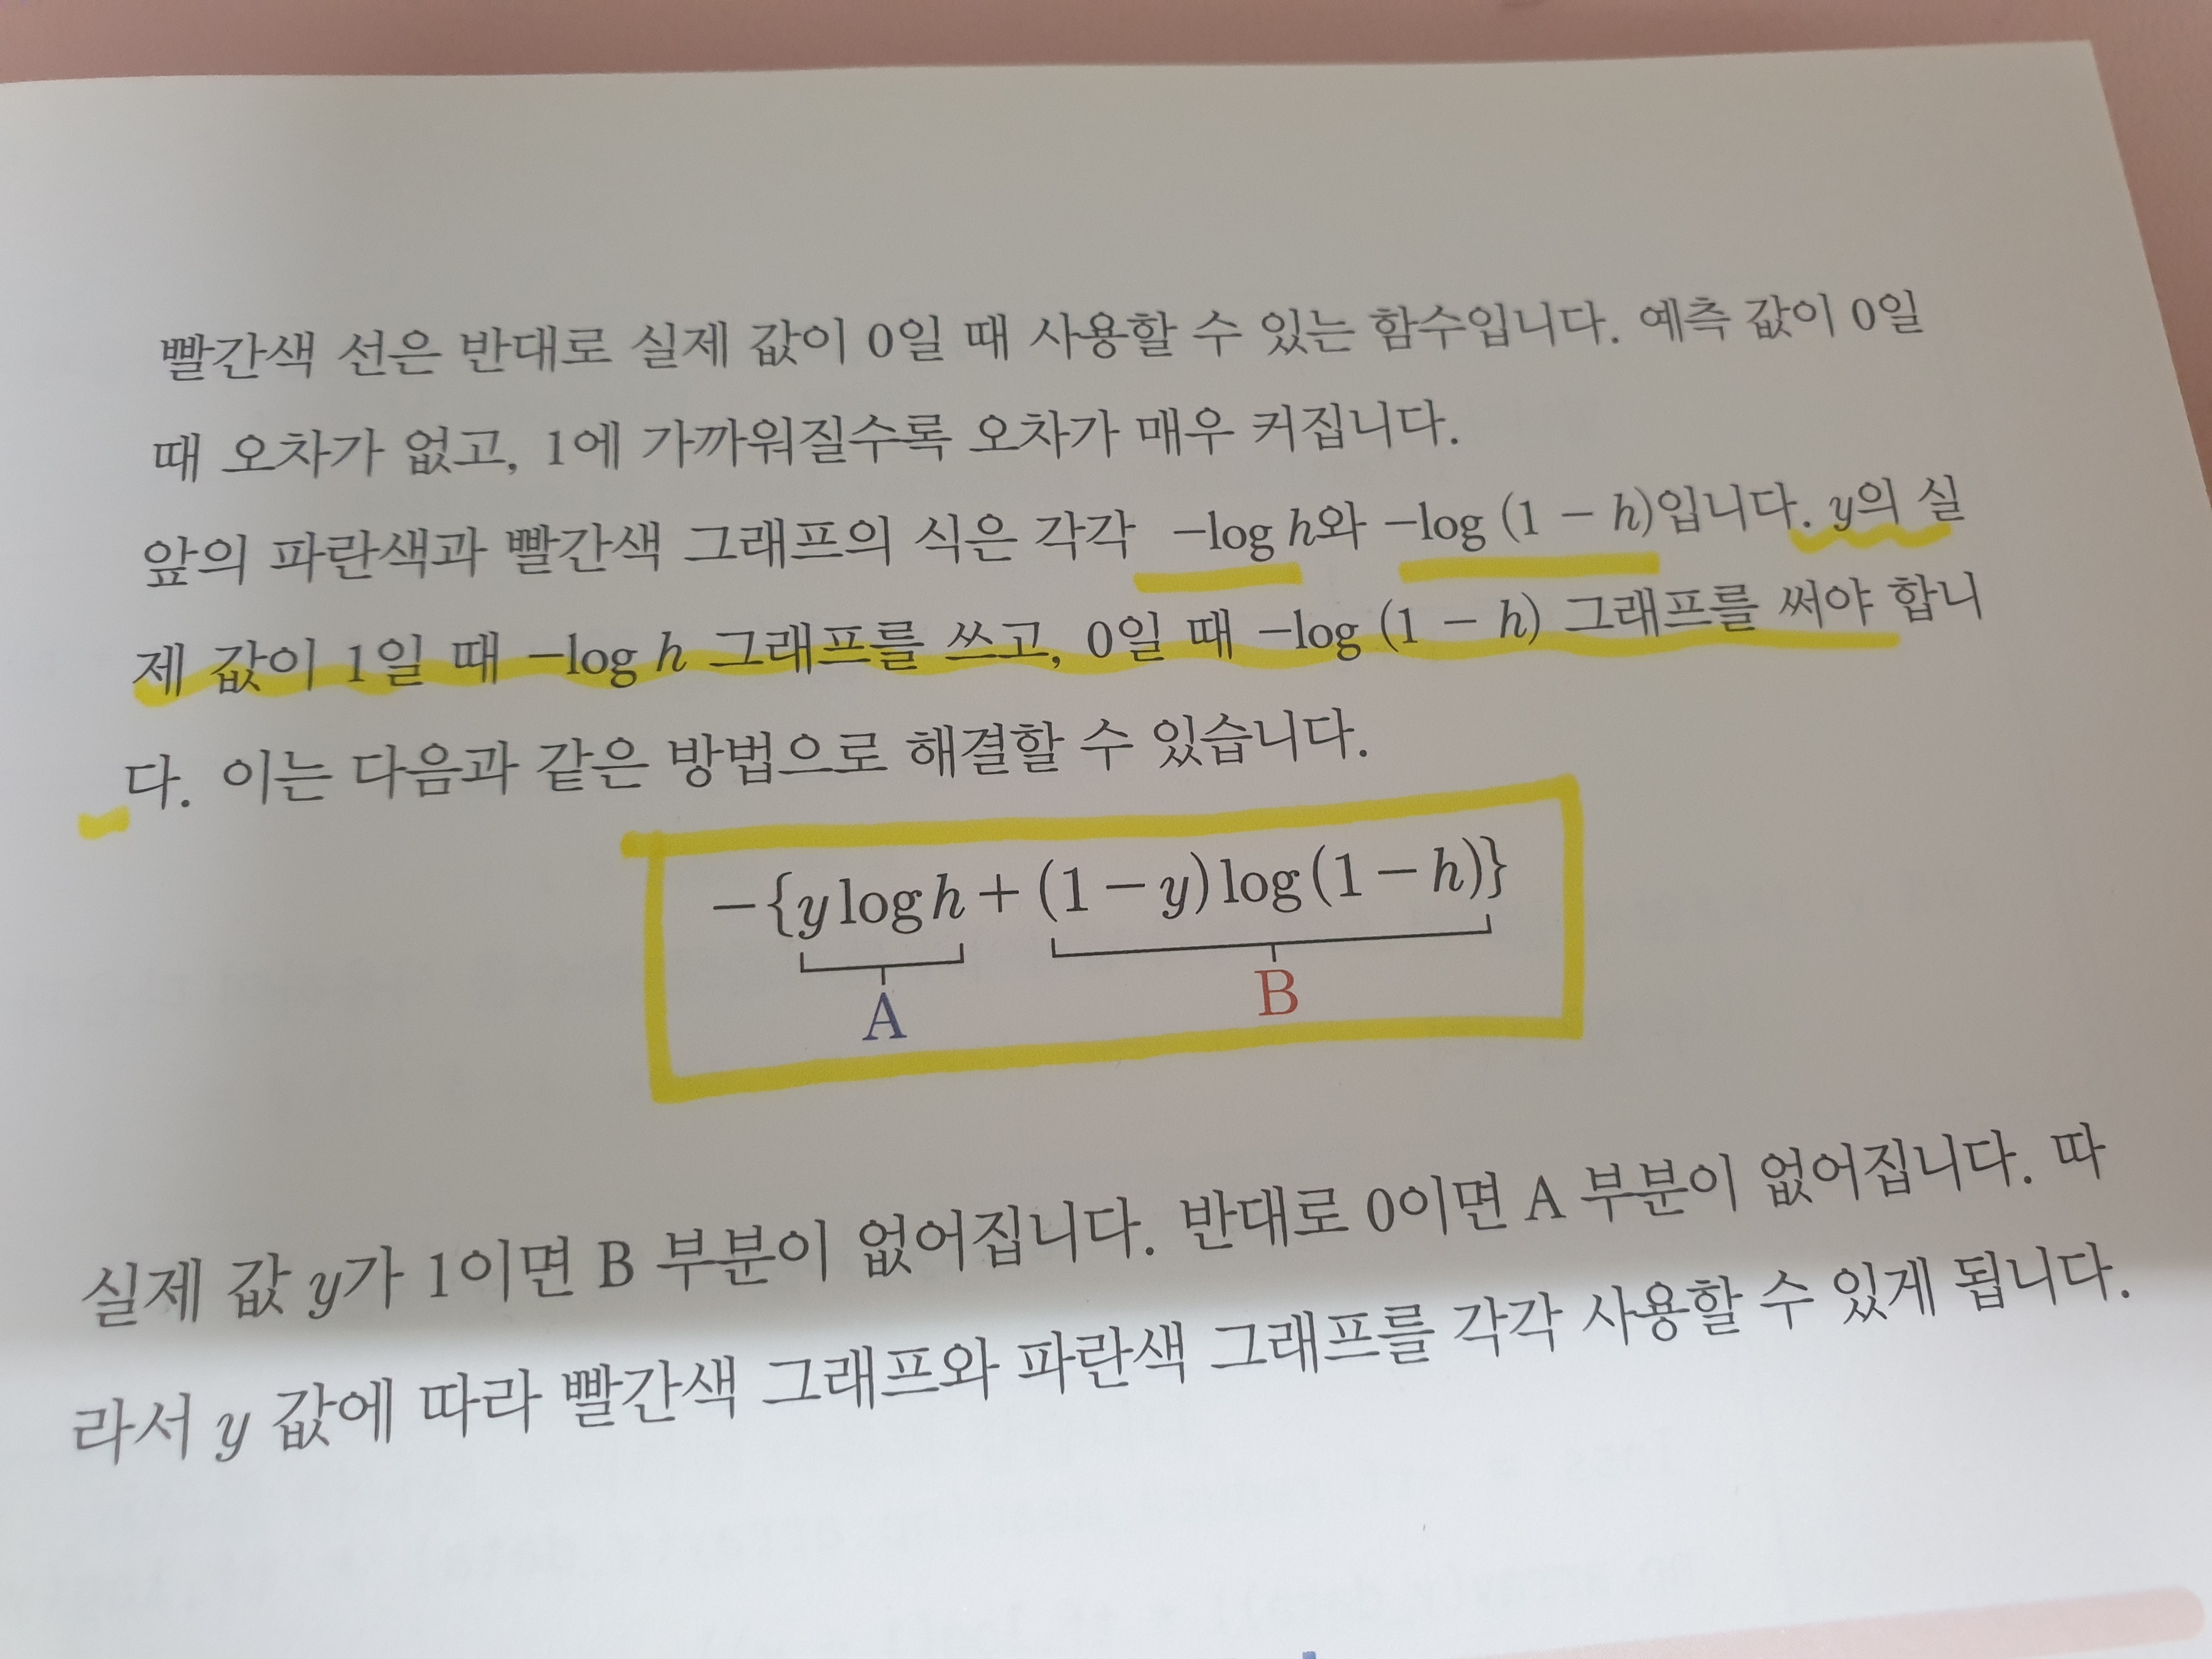 빨간색 선은 반대로 실제 값이 0일 때 사용할 수 있는 함수입니다. 예측 값이 0일
때 오차가 없고, 1에 가까워질수록 오차가 매우 커집니다.
앞의 파란색과 빨간색 그래프의 식은 각각 -log h와 -log (1 - h)입니다. y의 실
제 값이 1일 때 -log h 그래프를 쓰고, 0일 때 -log (1 - h) 그래프를 써야 합니
다. 이는 다음과 같은 방법으로 해결할 수 있습니다.
-{y log h + (1 - y) log(1 - h)}
A B
실제 값 y가 1이면 B 부분이 없어집니다. 반대로 0이면 A 부분이 없어집니다. 따
라서 y 값에 따라 빨간색 그래프와 파란색 그래프를 각각 사용할 수 있게 됩니다.